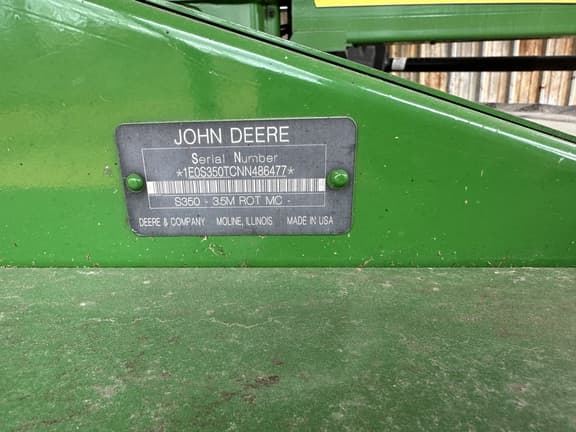 JOHN DEERE
Serial Number
*1E0S350TCNN486477*
S350 - 3.5M ROT MC -
DEERE & COMPANY MOLINE, ILLINOIS MADE IN USA